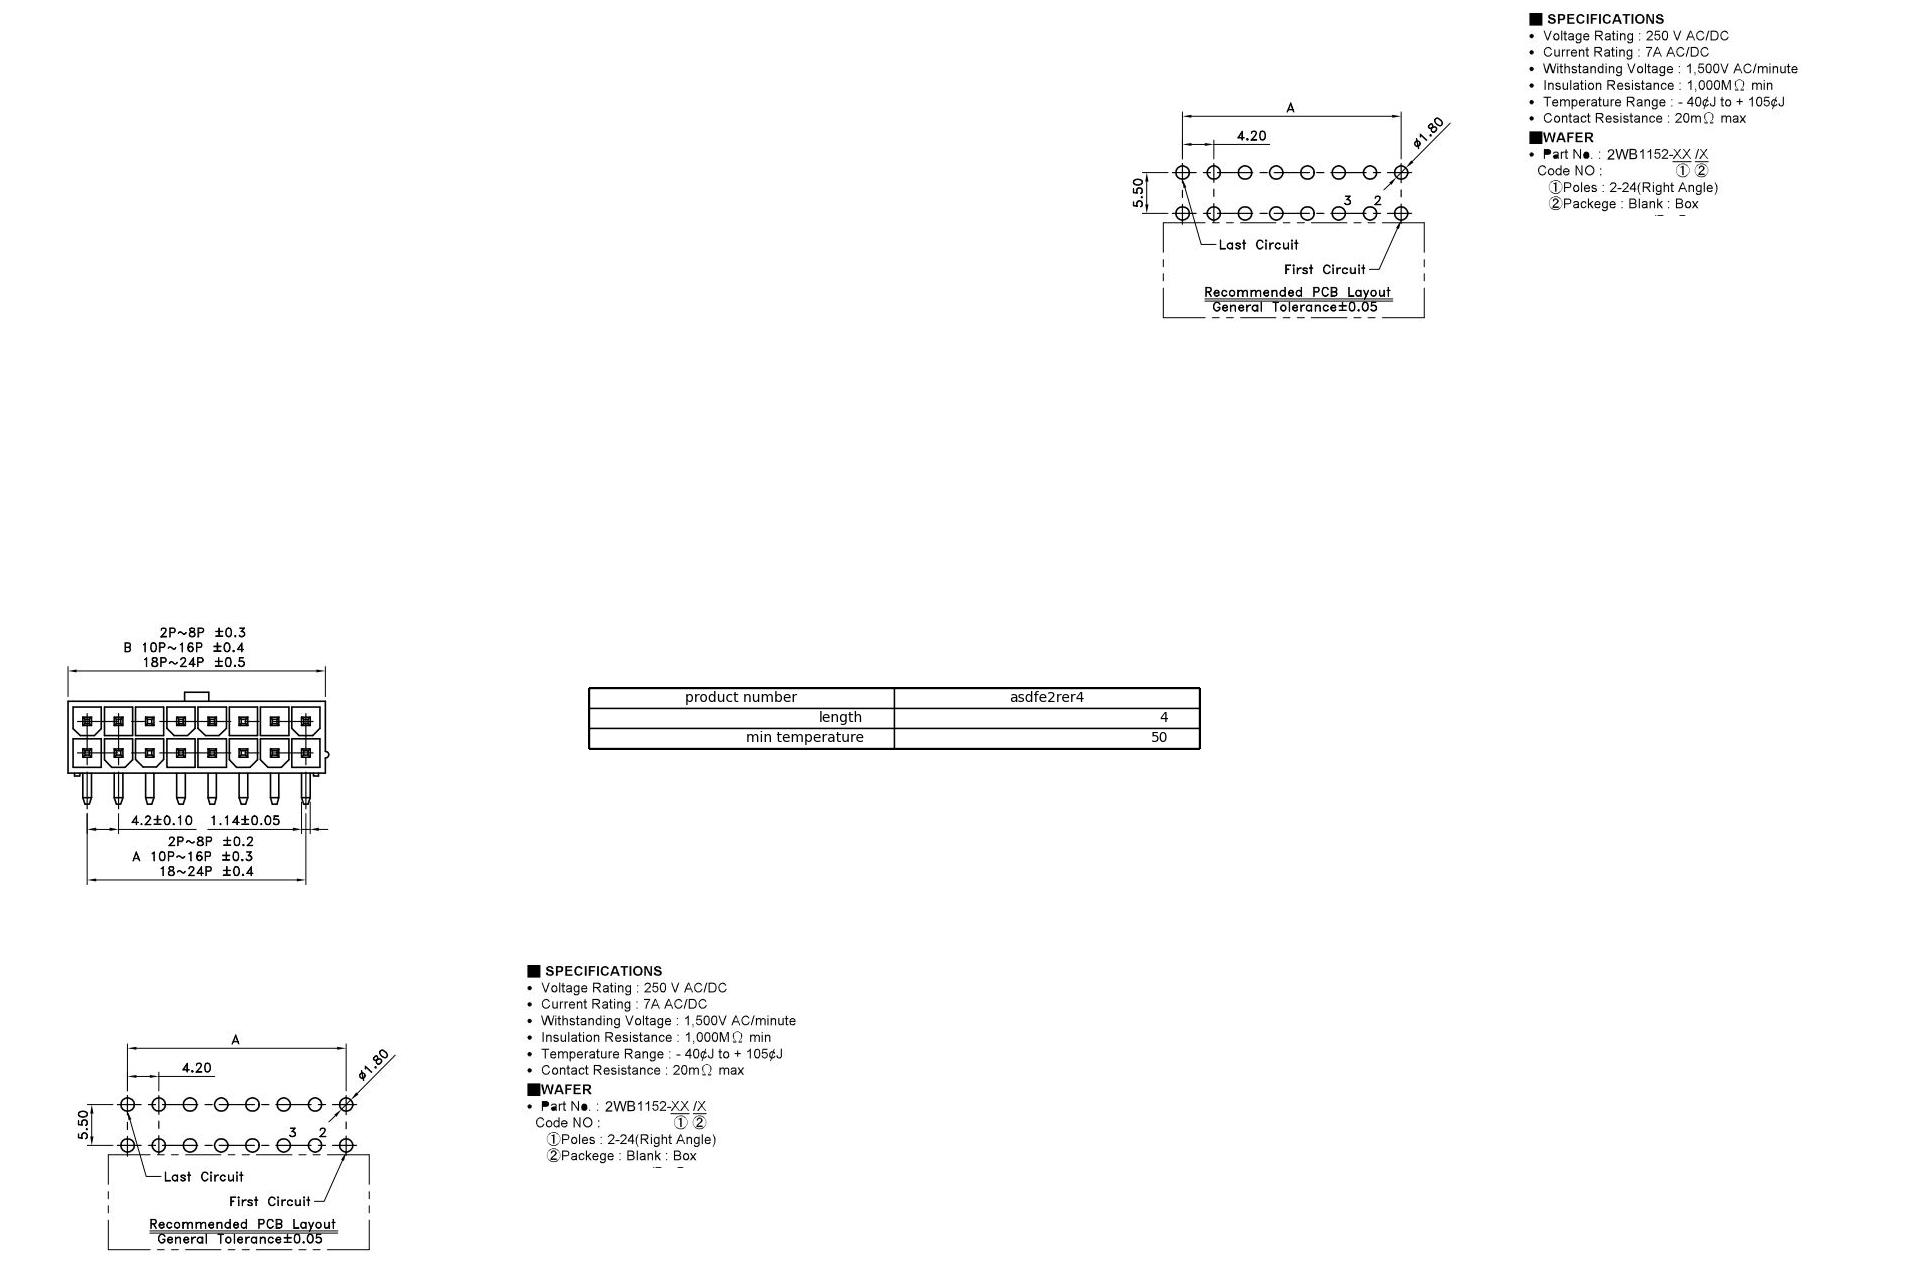 ■ SPECIFICATIONS
• Voltage Rating : 250 V AC/DC
• Current Rating : 7A AC/DC
• Withstanding Voltage : 1,500V AC/minute
• Insulation Resistance : 1,000MΩ min
• Temperature Range : - 40¢J to + 105¢J
• Contact Resistance : 20mΩ max
■WAFER
• Part No. : 2WB1152-XX /X
Code NO : ① ②
①Poles : 2-24(Right Angle)
②Packege : Blank : Box
A
4.20
ø1.80
5.50
3 2
Last Circuit
First Circuit
Recommended PCB Layout
General Tolerance±0.05
2P~8P ±0.3
B 10P~16P ±0.4
18P~24P ±0.5
4.2±0.10 1.14±0.05
2P~8P ±0.2
A 10P~16P ±0.3
18~24P ±0.4
product number asdfe2rer4
length 4
min temperature 50
■ SPECIFICATIONS
• Voltage Rating : 250 V AC/DC
• Current Rating : 7A AC/DC
• Withstanding Voltage : 1,500V AC/minute
• Insulation Resistance : 1,000MΩ min
• Temperature Range : - 40¢J to + 105¢J
• Contact Resistance : 20mΩ max
■WAFER
• Part No. : 2WB1152-XX /X
Code NO : ① ②
①Poles : 2-24(Right Angle)
②Packege : Blank : Box
A
4.20
ø1.80
5.50
3 2
Last Circuit
First Circuit
Recommended PCB Layout
General Tolerance±0.05